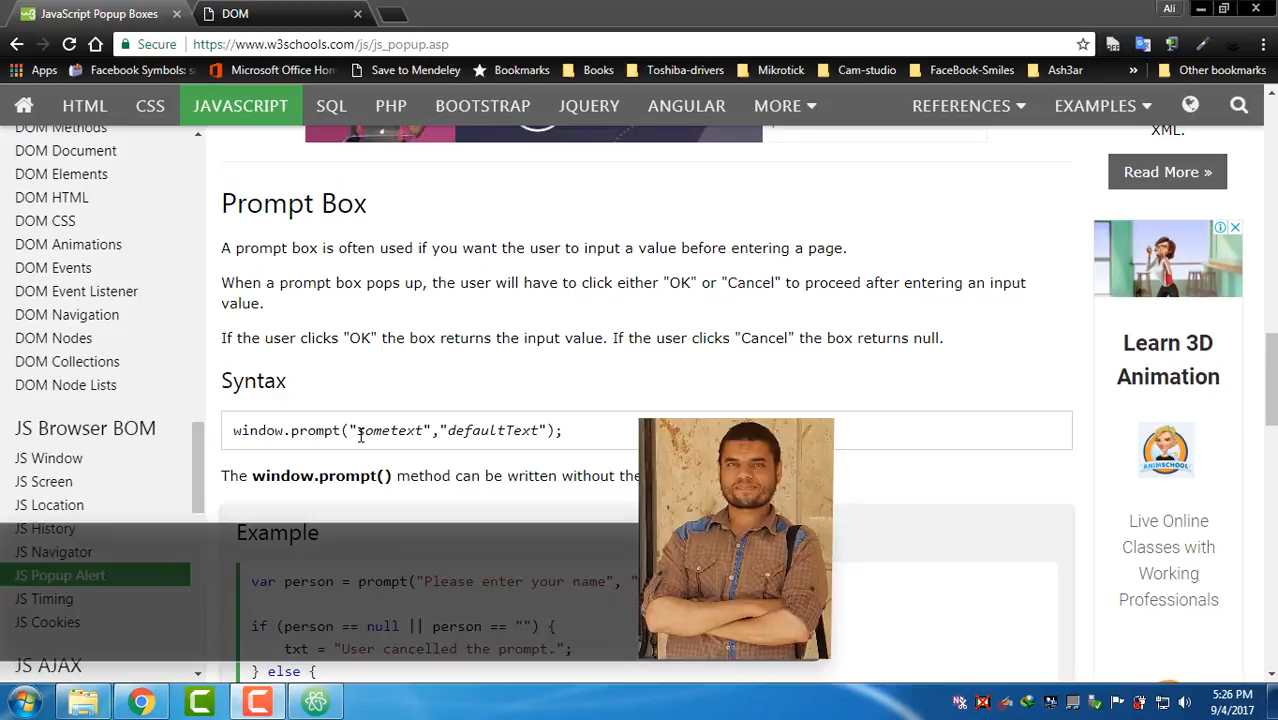 JavaScript Popup Boxes
DOM
Ali
Secure
https://www.w3schools.com/js/js_popup.asp
Apps
Facebook Symbols: s
Microsoft Office Hom
Save to Mendeley
Bookmarks
Books
Toshiba-drivers
Mikrotick
Cam-studio
FaceBook-Smiles
Ash3ar
»
Other bookmarks
HTML
CSS
JAVASCRIPT
SQL
PHP
BOOTSTRAP
JQUERY
ANGULAR
MORE
REFERENCES
EXAMPLES
DOM Methods
DOM Document
DOM Elements
DOM HTML
DOM CSS
DOM Animations
DOM Events
DOM Event Listener
DOM Navigation
DOM Nodes
DOM Collections
DOM Node Lists
JS Browser BOM
JS Window
JS Screen
JS Location
JS History
JS Navigator
JS Popup Alert
JS Timing
JS Cookies
JS AJAX
Prompt Box
A prompt box is often used if you want the user to input a value before entering a page.
When a prompt box pops up, the user will have to click either "OK" or "Cancel" to proceed after entering an input
value.
If the user clicks "OK" the box returns the input value. If the user clicks "Cancel" the box returns null.
Syntax
window.prompt("sometext","defaultText");
The window.prompt() method can be written without the
Example
var person = prompt("Please enter your name", "
if (person == null || person == "") {
txt = "User cancelled the prompt.";
} else {
XML.
Read More »
Learn 3D
Animation
ANIMSCHOOL
Live Online
Classes with
Working
Professionals
5:26 PM
9/4/2017